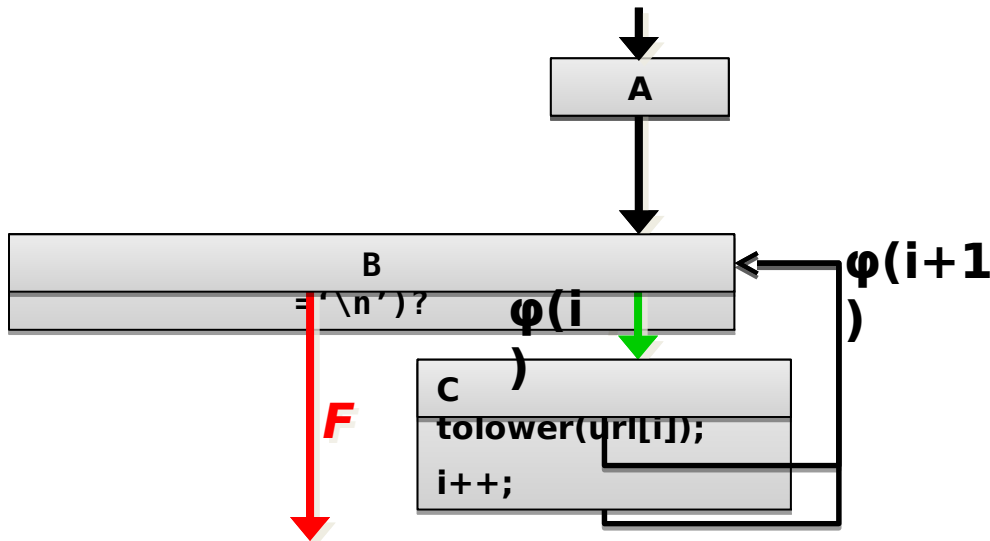 A
B
φ(i+1
)
=‘\n’)?
φ(i
)
C
tolower(url[i]);
F
i++;